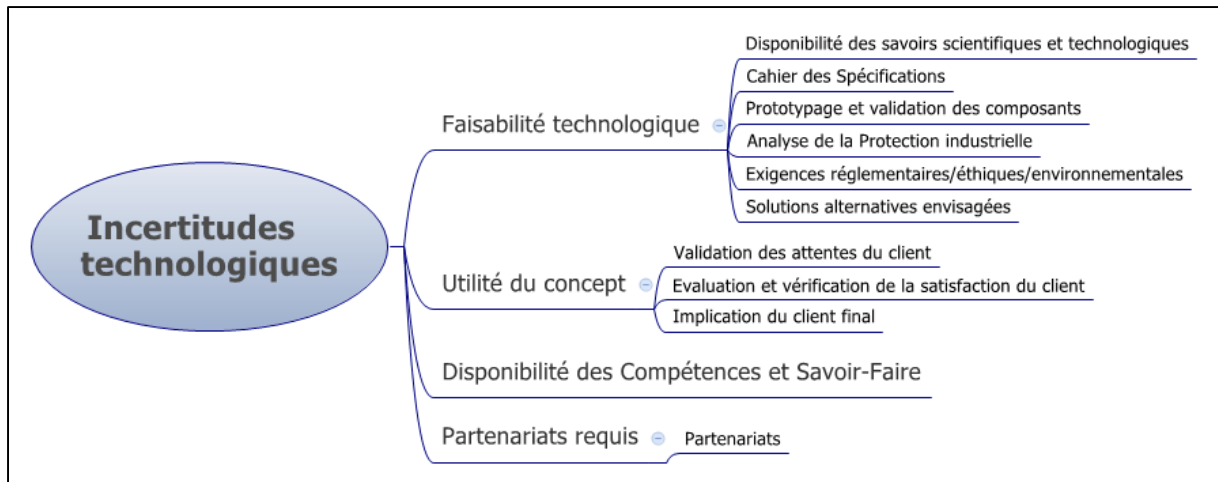 Incertitudes
technologiques
Faisabilité technologique
Disponibilité des savoirs scientifiques et technologiques
Cahier des Spécifications
Prototypage et validation des composants
Analyse de la Protection industrielle
Exigences réglementaires/éthiques/environnementales
Solutions alternatives envisagées
Utilité du concept
Validation des attentes du client
Evaluation et vérification de la satisfaction du client
Implication du client final
Disponibilité des Compétences et Savoir-Faire
Partenariats requis
Partenariats